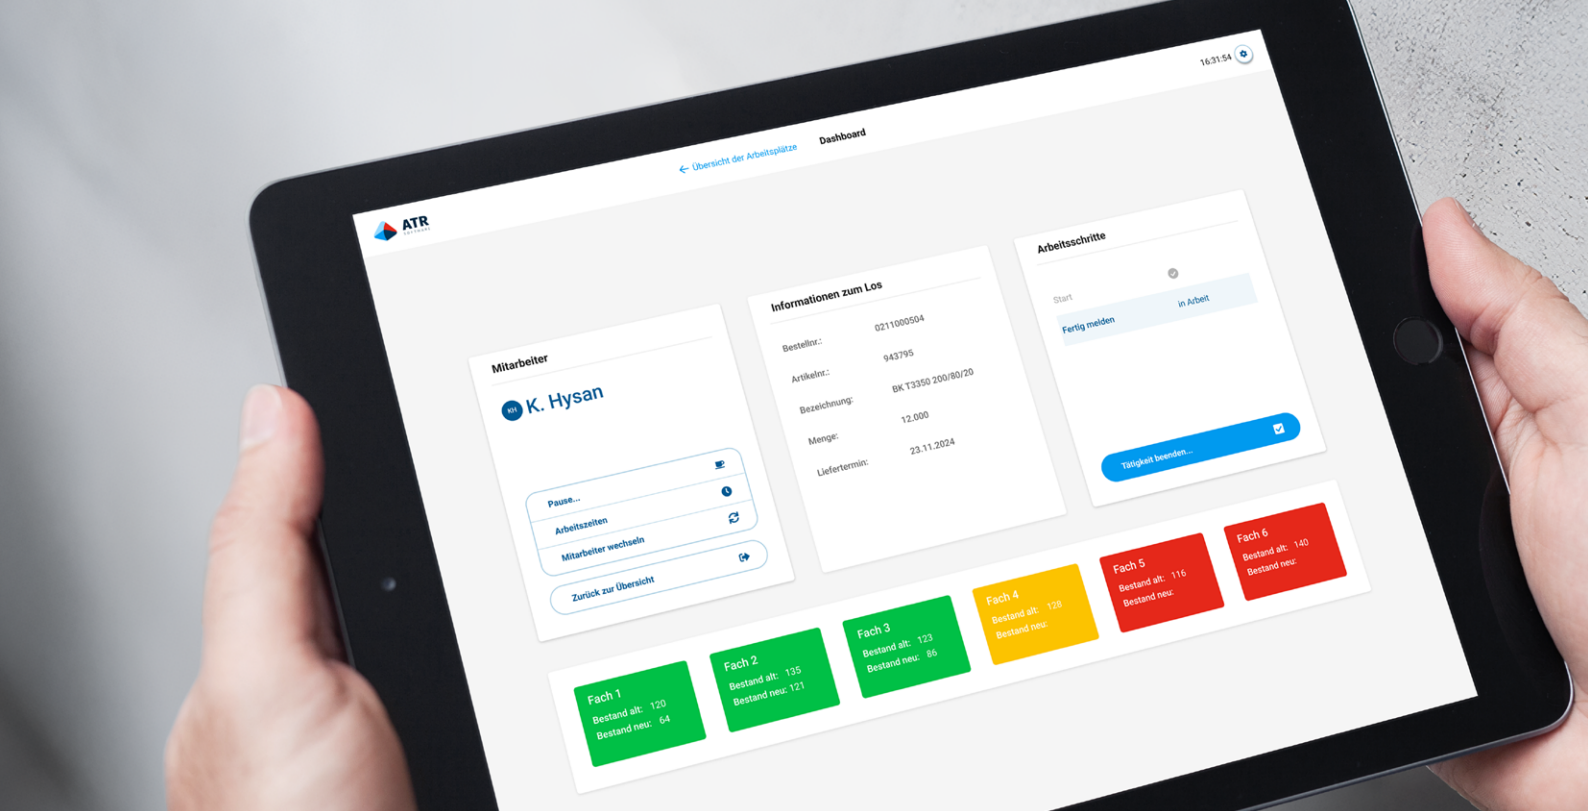 16:31:54
← Übersicht der Arbeitsplätze
Dashboard
ATR
SOFTWARE
Mitarbeiter
KH K. Hysan
Pause...
Arbeitszeiten
Mitarbeiter wechseln
Zurück zur Übersicht
Informationen zum Los
Bestellnr.: 0211000504
Artikelnr.: 943795
Bezeichnung: BK T3350 200/80/20
Menge: 12.000
Liefertermin: 23.11.2024
Arbeitsschritte
Start
Fertig melden in Arbeit
Tätigkeit beenden...
Fach 1
Bestand alt: 120
Bestand neu: 64
Fach 2
Bestand alt: 135
Bestand neu: 121
Fach 3
Bestand alt: 123
Bestand neu: 86
Fach 4
Bestand alt: 128
Bestand neu:
Fach 5
Bestand alt: 116
Bestand neu:
Fach 6
Bestand alt: 140
Bestand neu: